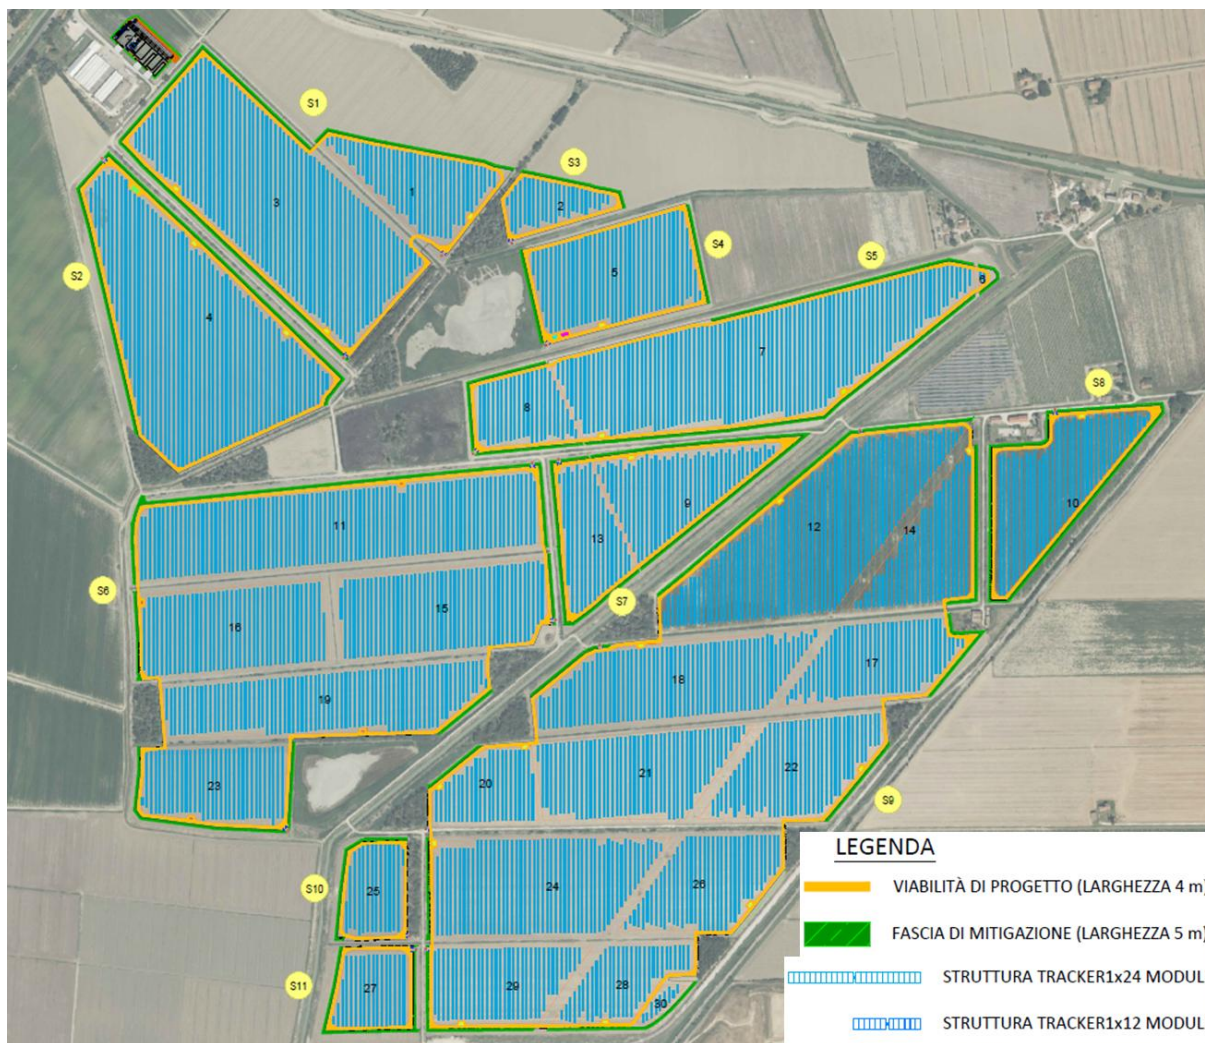 S1
S3
1
3
2
S4
S2
S5
5
6
4
7
8
S8
9
10
11
12
14
13
S6
S7
15
16
17
18
19
23
20
21
22
S9
LEGENDA
VIABILITÀ DI PROGETTO (LARGHEZZA 4 m)
S10
25
24
26
FASCIA DI MITIGAZIONE (LARGHEZZA 5 m)
STRUTTURA TRACKER1x24 MODUL
S11
27
29
28
30
STRUTTURA TRACKER1x12 MODUL